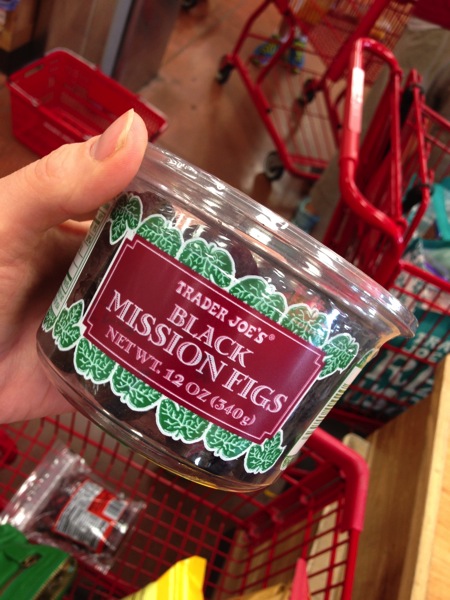 TRADER JOE'S®
BLACK
MISSION FIGS
NET WT. 12 OZ (340g)